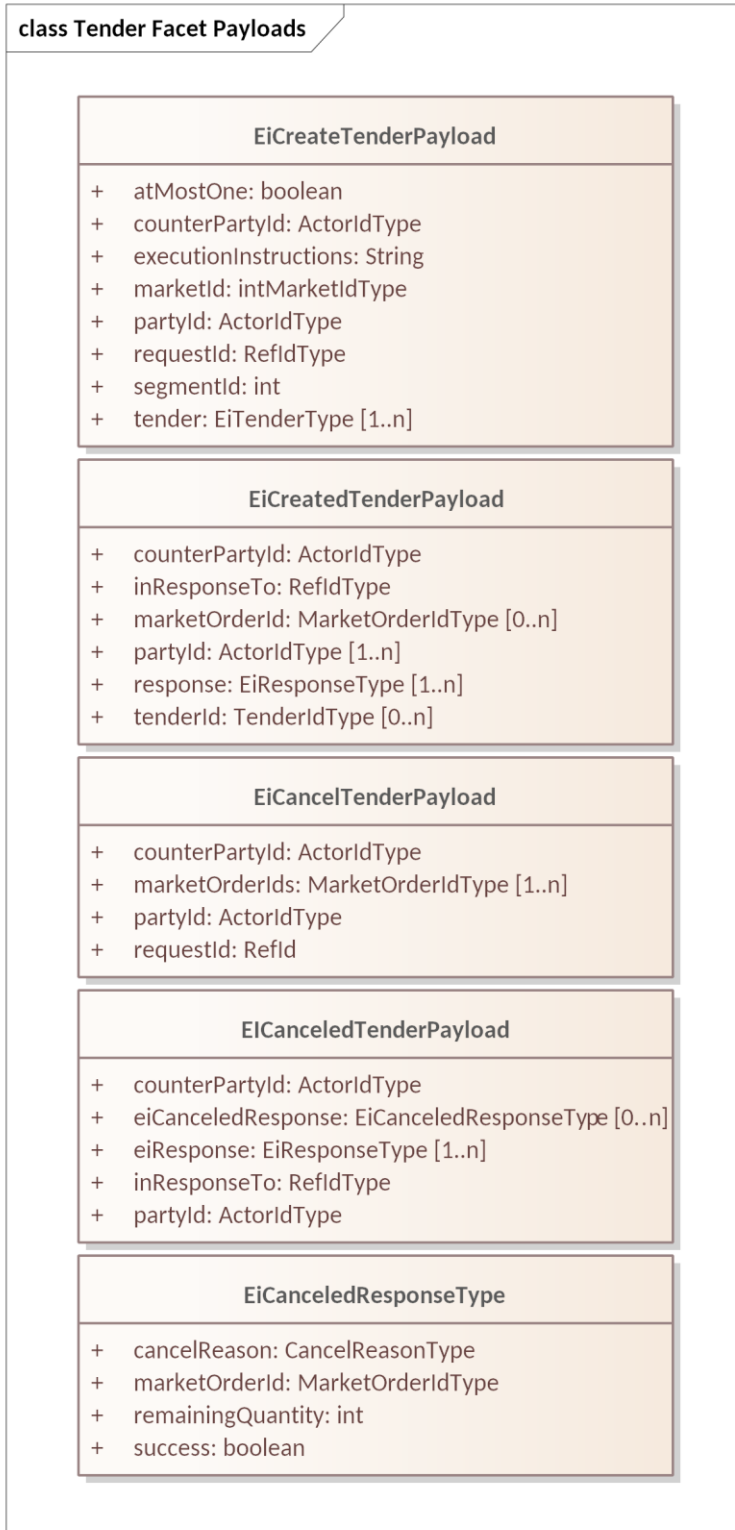 class Tender Facet Payloads
EiCreateTenderPayload
+ atMostOne: boolean
+ counterPartyId: ActorIdType
+ executionInstructions: String
+ marketId: intMarketIdType
+ partyId: ActorIdType
+ requestId: RefIdType
+ segmentId: int
+ tender: EiTenderType [1..n]
EiCreatedTenderPayload
+ counterPartyId: ActorIdType
+ inResponseTo: RefIdType
+ marketOrderId: MarketOrderIdType [0..n]
+ partyId: ActorIdType [1..n]
+ response: EiResponseType [1..n]
+ tenderId: TenderIdType [0..n]
EiCancelTenderPayload
+ counterPartyId: ActorIdType
+ marketOrderIds: MarketOrderIdType [1..n]
+ partyId: ActorIdType
+ requestId: RefId
EICanceledTenderPayload
+ counterPartyId: ActorIdType
+ eiCanceledResponse: EiCanceledResponseType [0..n]
+ eiResponse: EiResponseType [1..n]
+ inResponseTo: RefIdType
+ partyId: ActorIdType
EiCanceledResponseType
+ cancelReason: CancelReasonType
+ marketOrderId: MarketOrderIdType
+ remainingQuantity: int
+ success: boolean